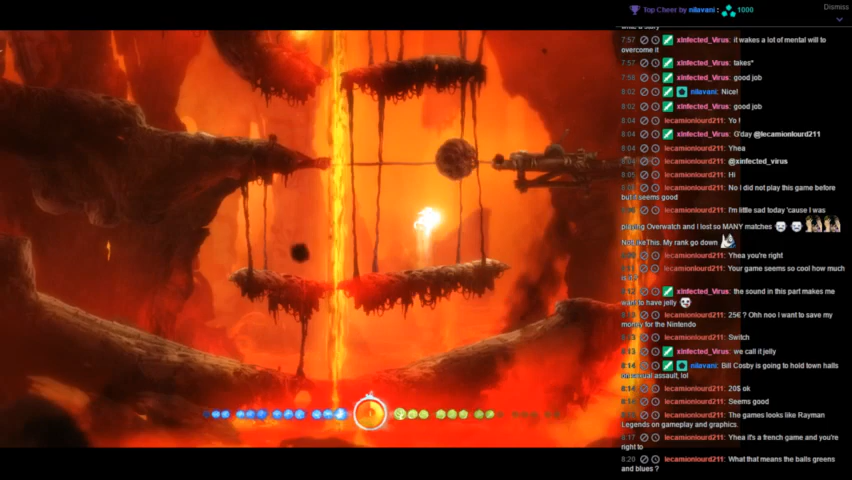 Top Cheer by nilavani : 1000
Dismiss
7:57 xInfected_Virus: it wakes a lot of mental will to
overcome it
7:57 xInfected_Virus: takes*
7:58 xInfected_Virus: good job
8:02 nilavani: Nice!
8:02 xInfected_Virus: good job
8:04 lecamionlourd211: Yo !
8:04 xInfected_Virus: G'day @lecamionlourd211
8:04 lecamionlourd211: Yhea
lecamionlourd211: @xinfected_virus
8:05 lecamionlourd211: Hi
lecamionlourd211: No I did not play this game before
but it seems good
lecamionlourd211: I'm little sad today 'cause I was
playing Overwatch and I lost so MANY matches
NotlikeThis. My rank go down
lecamionlourd211: Yhea you're right
lecamionlourd211: Your game seems so cool how much
xInfected_Virus: the sound in this part makes me
want to have jelly
lecamionlourd211: 25€ ? Ohh noo I want to save my
money for the Nintendo
8:13 lecamionlourd211: Switch
8:13 xInfected_Virus: we call it jelly
8:14 nilavani: Bill Cosby is going to hold town halls
on sexual assault, lol
8:14 lecamionlourd211: 20$ ok
lecamionlourd211: Seems good
lecamionlourd211: The games looks like Rayman
Legends on gameplay and graphics.
8:17 lecamionlourd211: Yhea it's a french game and you're
right to
8:20 lecamionlourd211: What that means the balls greens
and blues ?